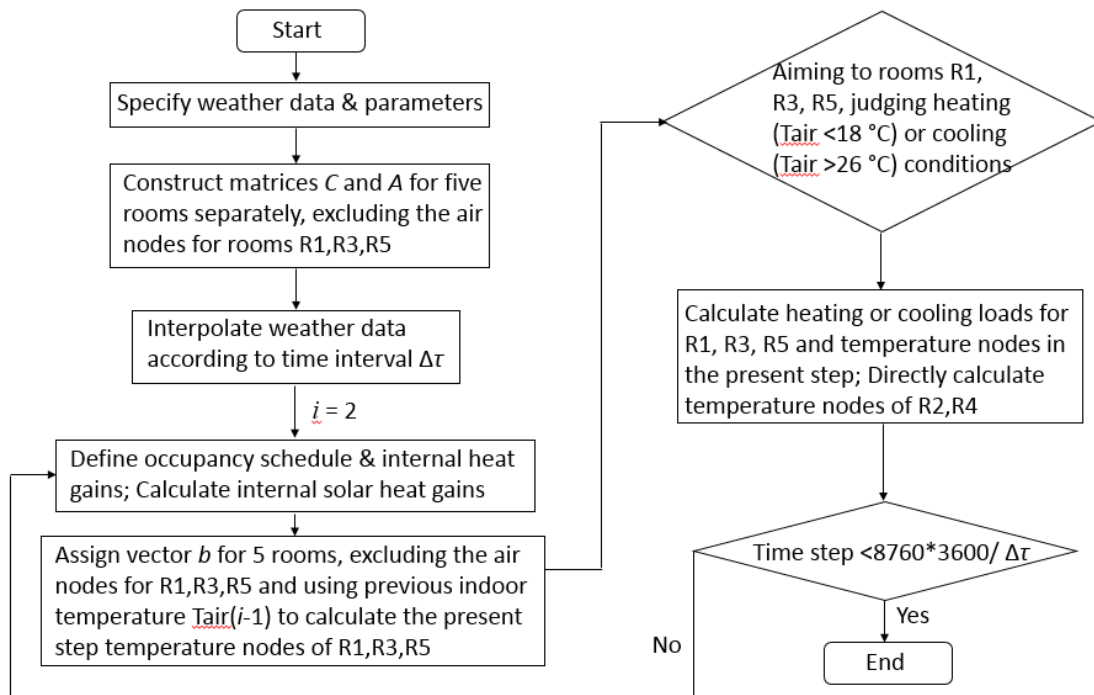 Start
Specify weather data & parameters
Construct matrices C and A for five
rooms separately, excluding the air
nodes for rooms R1,R3,R5
Interpolate weather data
according to time interval Δτ
i = 2
Define occupancy schedule & internal heat
gains; Calculate internal solar heat gains
Assign vector b for 5 rooms, excluding the air
nodes for R1,R3,R5 and using previous indoor
temperature Tair(i-1) to calculate the present
step temperature nodes of R1,R3,R5
Aiming to rooms R1,
R3, R5, judging heating
(Tair <18 °C) or cooling
(Tair >26 °C) conditions
Calculate heating or cooling loads for
R1, R3, R5 and temperature nodes in
the present step; Directly calculate
temperature nodes of R2,R4
Time step <8760*3600/ Δτ
Yes
No
End